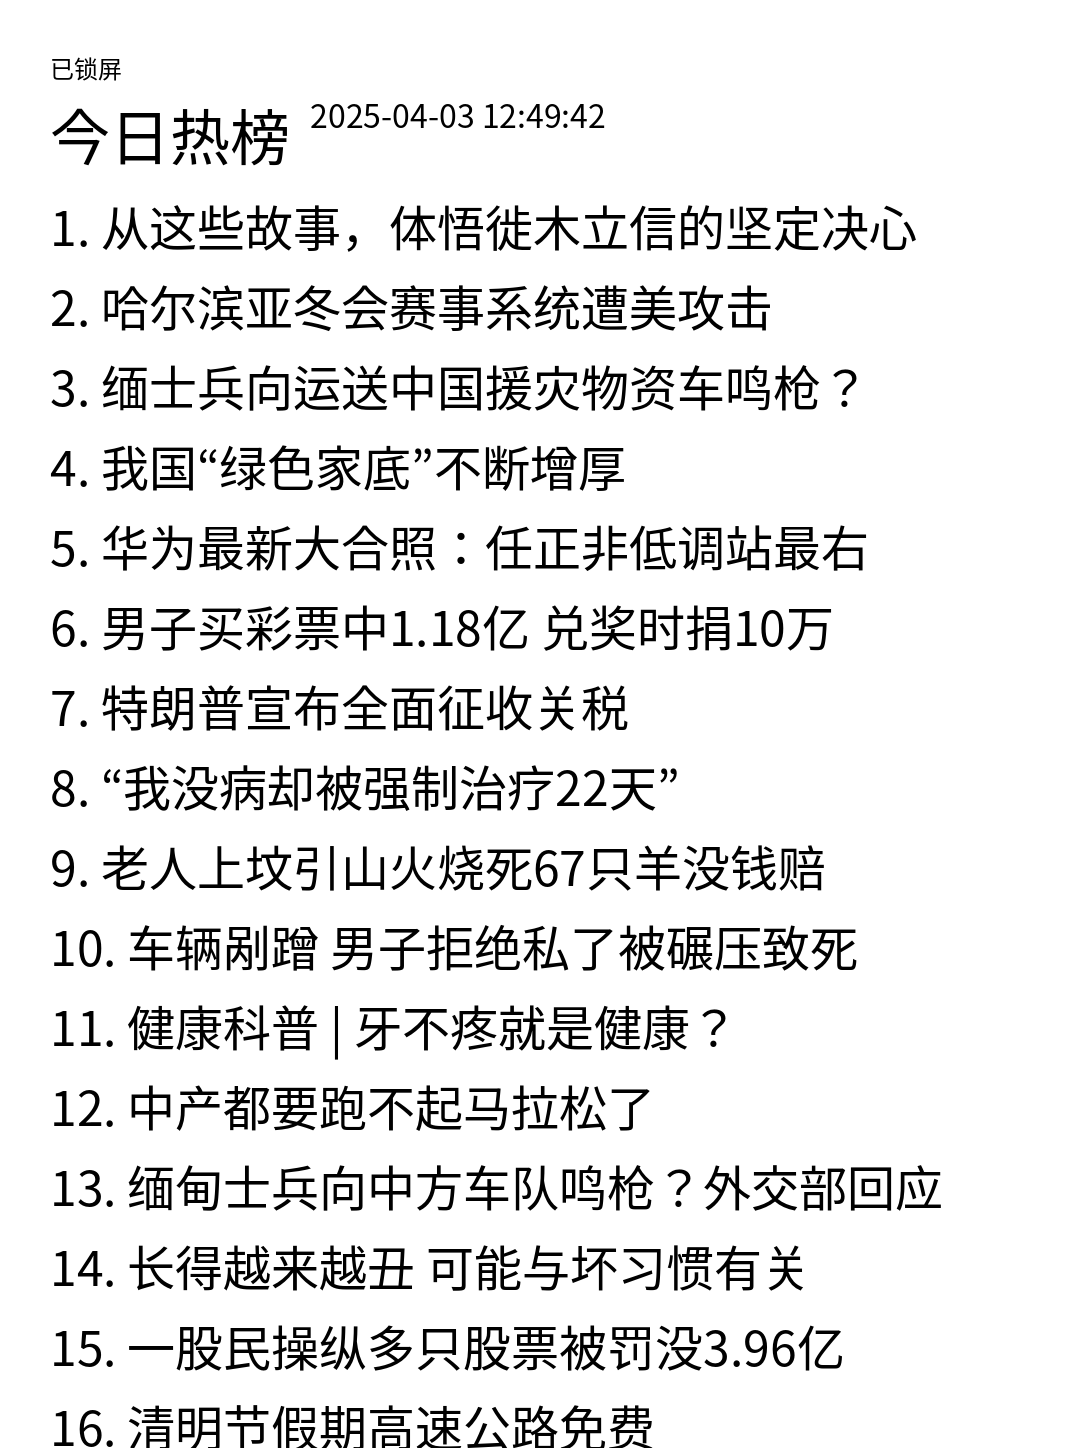 已锁屏
今日热榜 2025-04-03 12:49:42
1. 从这些故事，体悟徙木立信的坚定决心
2. 哈尔滨亚冬会赛事系统遭美攻击
3. 缅士兵向运送中国援灾物资车鸣枪？
4. 我国“绿色家底”不断增厚
5. 华为最新大合照：任正非低调站最右
6. 男子买彩票中1.18亿 兑奖时捐10万
7. 特朗普宣布全面征收关税
8. “我没病却被强制治疗22天”
9. 老人上坟引山火烧死67只羊没钱赔
10. 车辆剐蹭 男子拒绝私了被碾压致死
11. 健康科普 | 牙不疼就是健康？
12. 中产都要跑不起马拉松了
13. 缅甸士兵向中方车队鸣枪？外交部回应
14. 长得越来越丑 可能与坏习惯有关
15. 一股民操纵多只股票被罚没3.96亿
16. 清明节假期高速公路免费